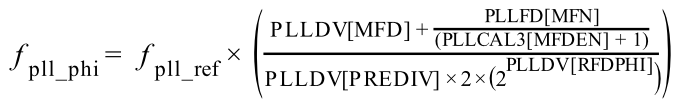 f_pll_phi = f_pll_ref × ( (PLLDV[MFD] + PLLFD[MFN] / (PLLCAL3[MFDEN] + 1)) / (PLLDV[PREDIV] × 2 × (2^PLLDV[RFDPHI])) )